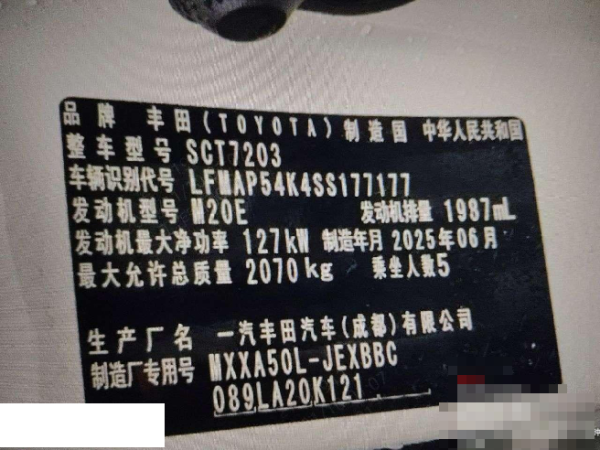 品牌 丰田(TOYOTA) 制造国 中华人民共和国
整车型号 SCT7203
车辆识别代号 LFMAP54K4SS177177
发动机型号 M20E 发动机排量 1987mL
发动机最大净功率 127kW 制造年月 2025年06月
最大允许总质量 2070kg 乘坐人数5
生产厂名 一汽丰田汽车(成都)有限公司
制造厂专用号 MXXA50L-JEXBBC
089LA20K121